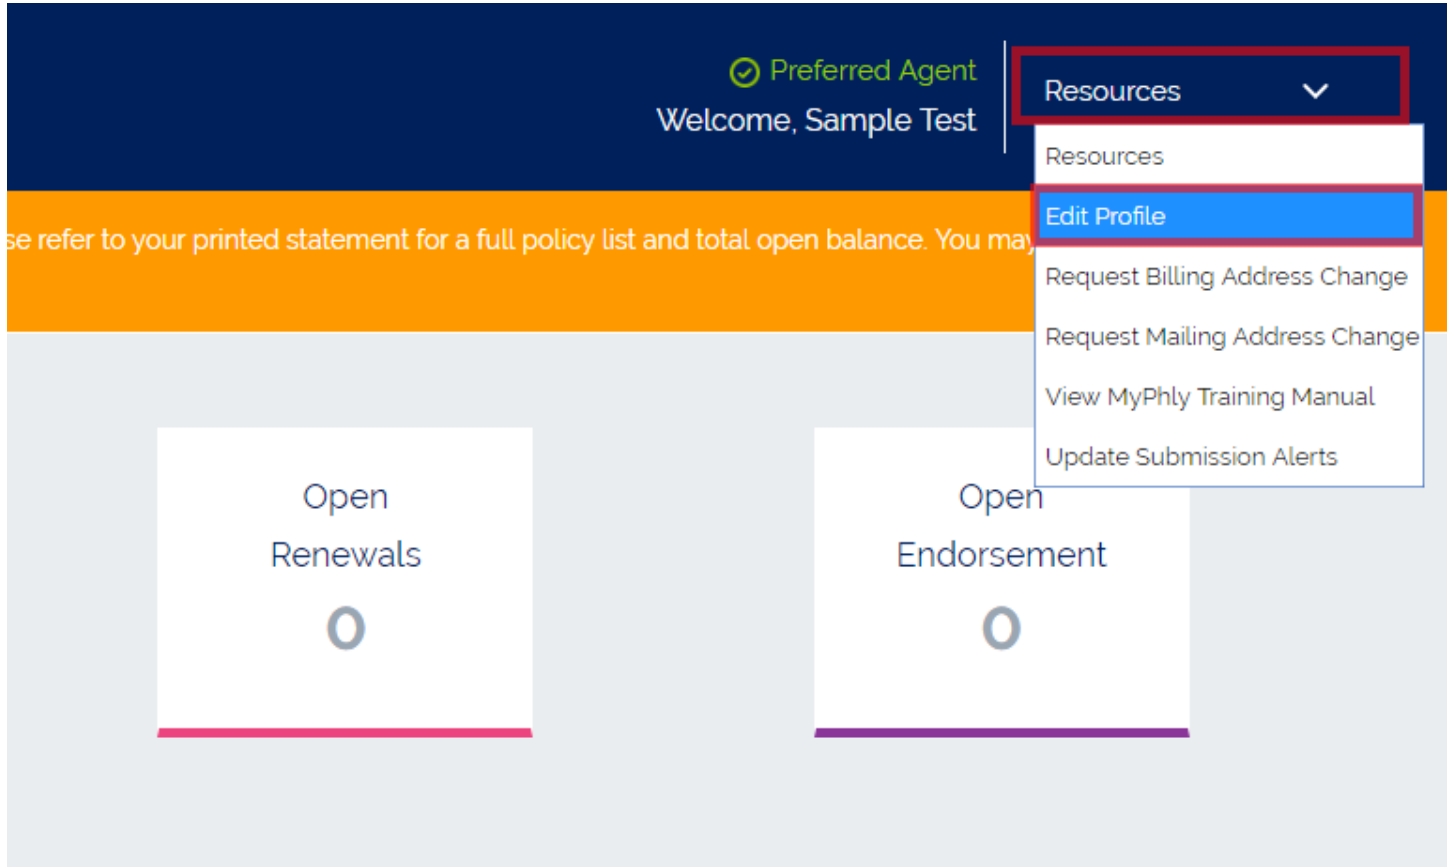 Preferred Agent
Welcome, Sample Test
Resources
Resources
Edit Profile
Request Billing Address Change
Request Mailing Address Change
View MyPhly Training Manual
Update Submission Alerts
se refer to your printed statement for a full policy list and total open balance. You may
Open
Renewals
0
Open
Endorsement
0